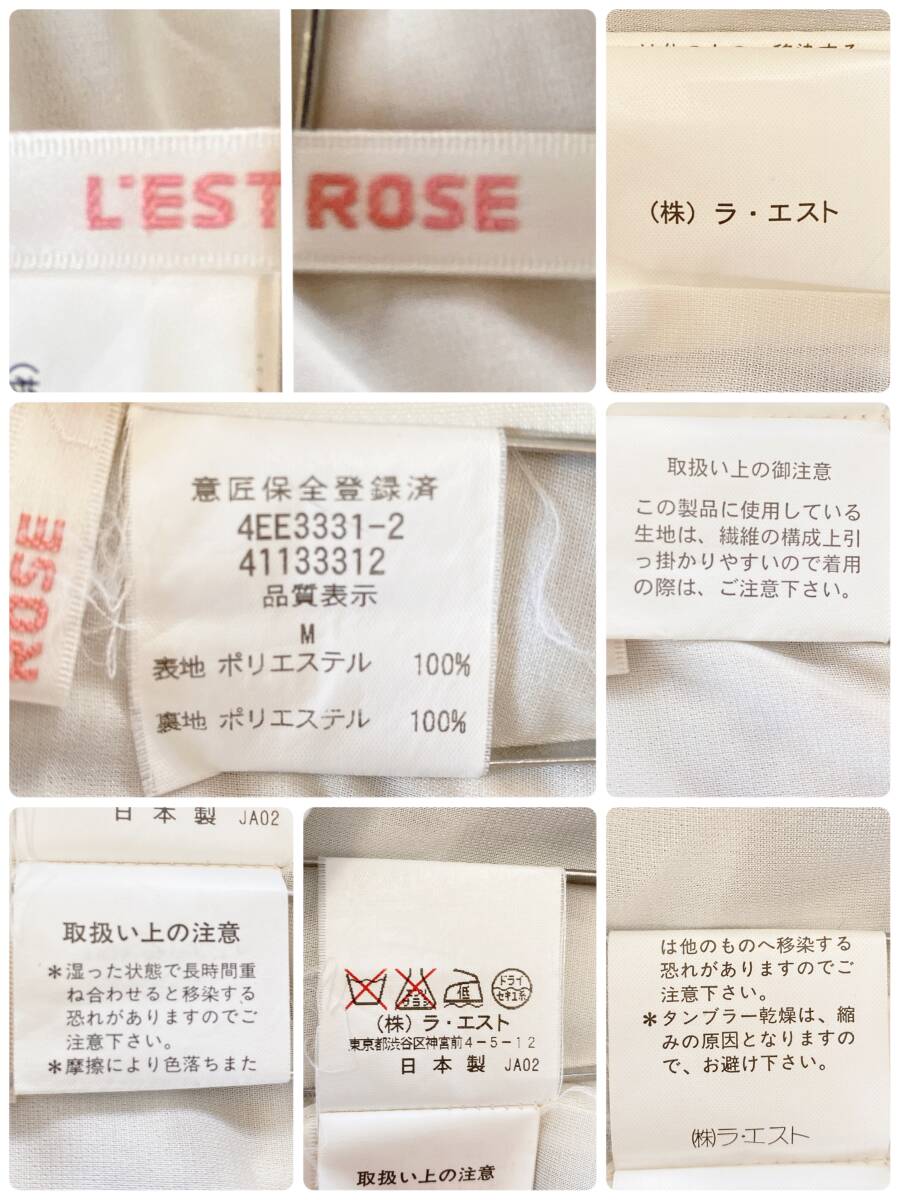 L'EST
ROSE
(株) ラ・エスト
ROSE
意匠保全登録済
4EE3331-2
41133312
品質表示
M
表地 ポリエステル 100%
裏地 ポリエステル 100%
取扱い上の御注意
この製品に使用している
生地は、繊維の構成上引
っ掛かりやすいので着用
の際は、ご注意下さい。
日本製 JA02
取扱い上の注意
＊湿った状態で長時間重
ね合わせると移染する
恐れがありますのでご
注意下さい。
＊摩擦により色落ちまた
エンソ
サラシ
低
ドライ
セキユ系
(株) ラ・エスト
東京都渋谷区神宮前4-5-12
日本製 JA02
取扱い上の注意
は他のものへ移染する
恐れがありますのでご
注意下さい。
＊タンブラー乾燥は、縮
みの原因となりますの
で、お避け下さい。
(株)ラ・エスト